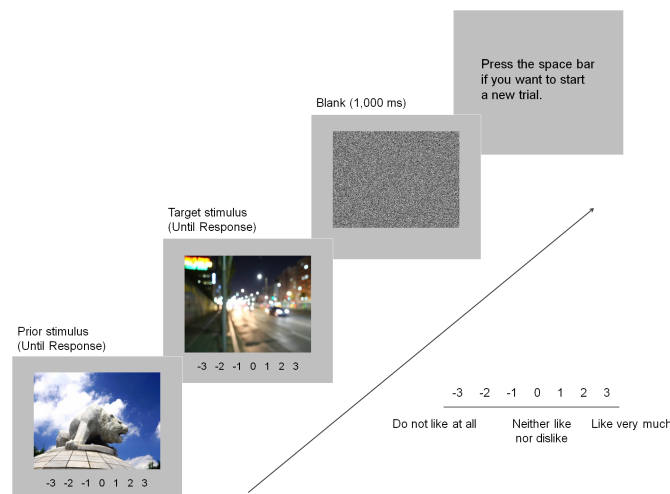 Press the space bar
if you want to start
a new trial.
Blank (1,000 ms)
Target stimulus
(Until Response)
-3 -2 -1 0 1 2 3
Prior stimulus
(Until Response)
-3 -2 -1 0 1 2 3
-3 -2 -1 0 1 2 3
Do not like at all Neither like Like very much
nor dislike